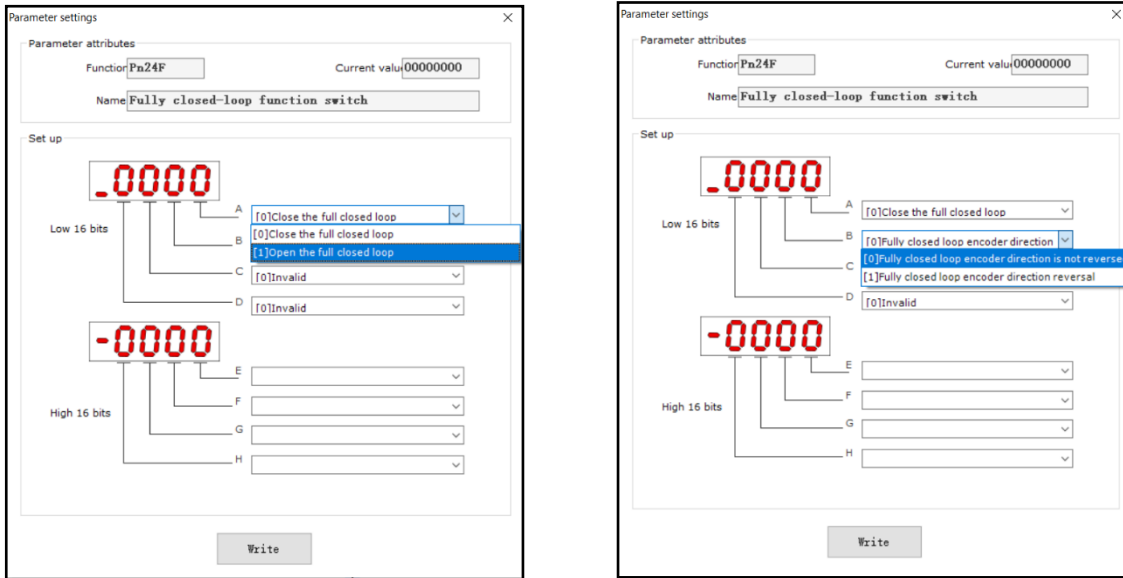 Parameter settings
Parameter attributes
Function Pn24F
Current valu 00000000
Name Fully closed-loop function switch
Set up
_0000
A [0]Close the full closed loop
Low 16 bits
[0]Close the full closed loop
B
[1]Open the full closed loop
C [0]Invalid
D [0]Invalid
-0000
E
F
High 16 bits
G
H
Write
Parameter settings
Parameter attributes
Function Pn24F
Current valu 00000000
Name Fully closed-loop function switch
Set up
_0000
A [0]Close the full closed loop
Low 16 bits
B [0]Fully closed loop encoder direction
[0]Fully closed loop encoder direction is not reverse
C
[1]Fully closed loop encoder direction reversal
D [0]Invalid
-0000
E
F
High 16 bits
G
H
Write